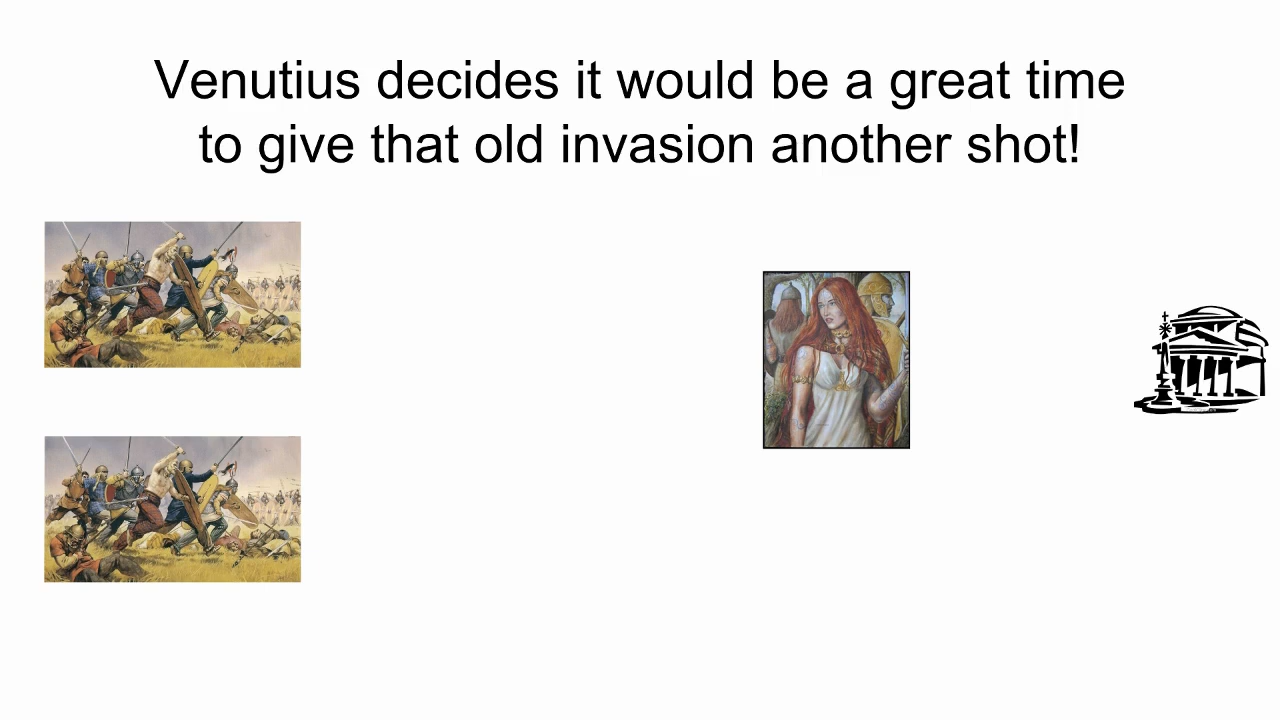 Venutius decides it would be a great time
to give that old invasion another shot!